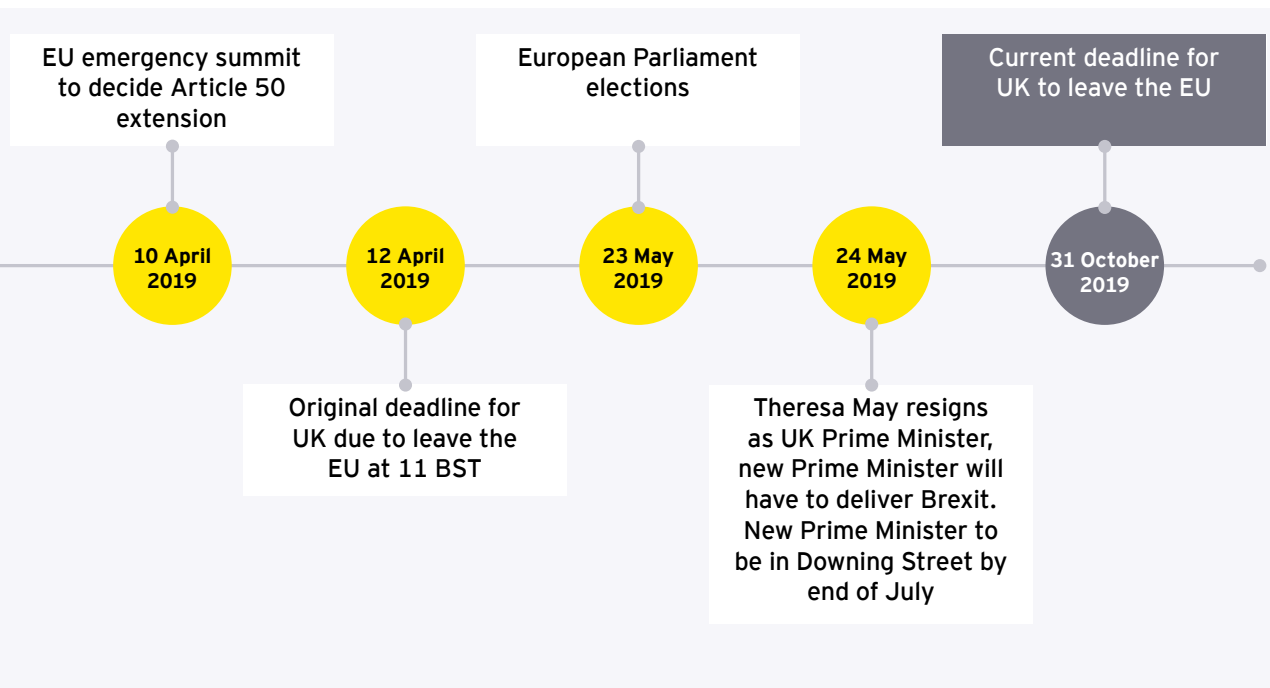 EU emergency summit
to decide Article 50
extension
European Parliament
elections
Current deadline for
UK to leave the EU
10 April
2019
12 April
2019
23 May
2019
24 May
2019
31 October
2019
Original deadline for
UK due to leave the
EU at 11 BST
Theresa May resigns
as UK Prime Minister,
new Prime Minister will
have to deliver Brexit.
New Prime Minister to
be in Downing Street by
end of July